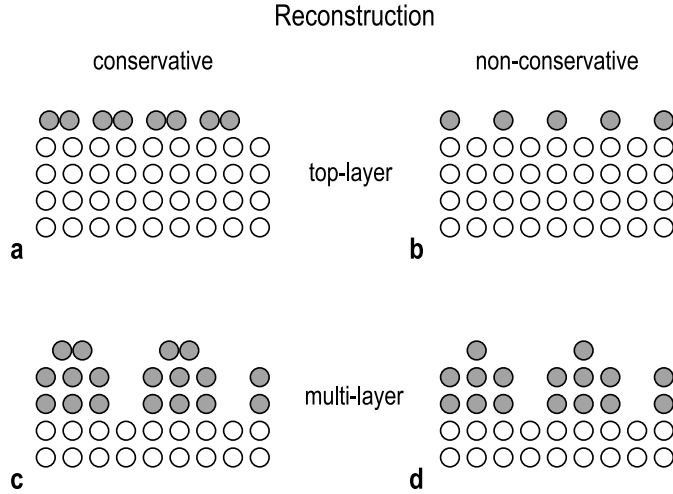 Reconstruction
conservative
non-conservative
top-layer
a
b
multi-layer
c
d